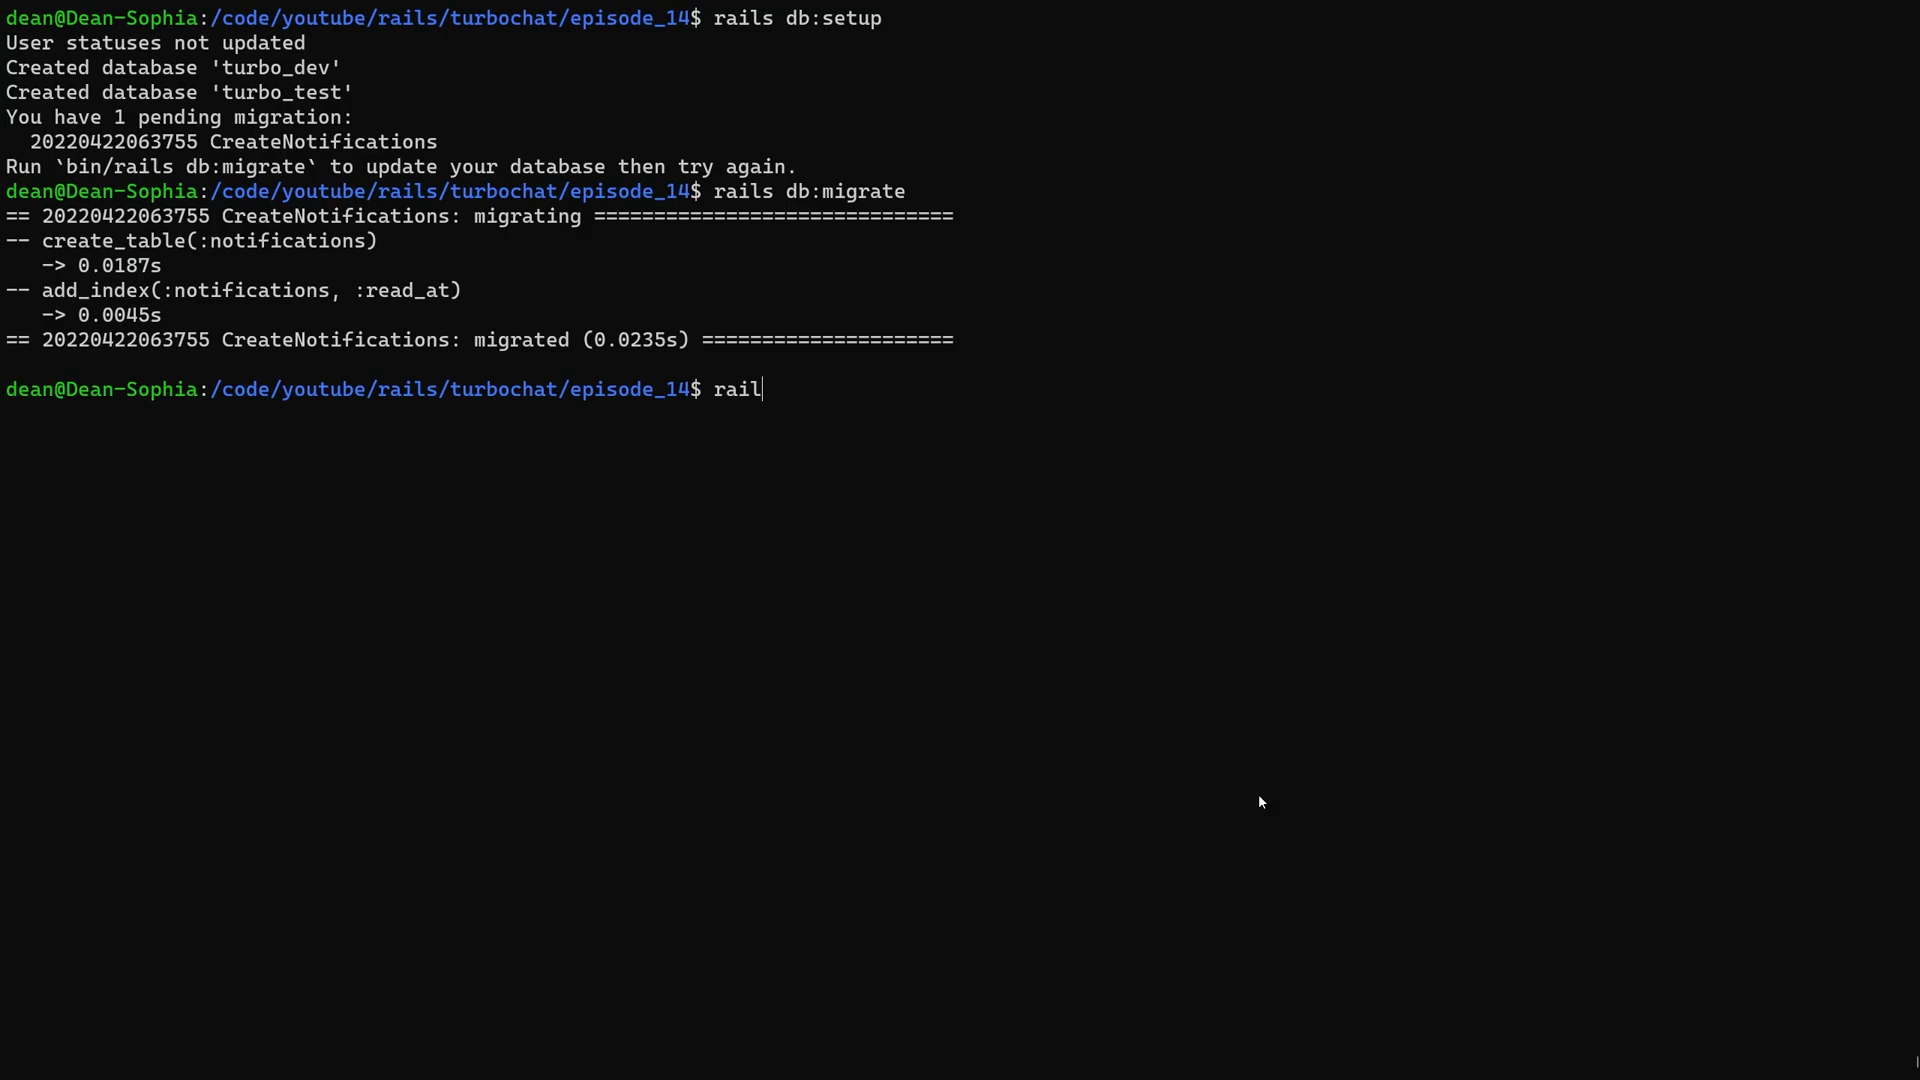 dean@Dean-Sophia:/code/youtube/rails/turbochat/episode_14$ rails db:setup
User statuses not updated
Created database 'turbo_dev'
Created database 'turbo_test'
You have 1 pending migration:
  20220422063755 CreateNotifications
Run `bin/rails db:migrate` to update your database then try again.
dean@Dean-Sophia:/code/youtube/rails/turbochat/episode_14$ rails db:migrate
== 20220422063755 CreateNotifications: migrating ==============================
-- create_table(:notifications)
   -> 0.0187s
-- add_index(:notifications, :read_at)
   -> 0.0045s
== 20220422063755 CreateNotifications: migrated (0.0235s) =====================
dean@Dean-Sophia:/code/youtube/rails/turbochat/episode_14$ rail